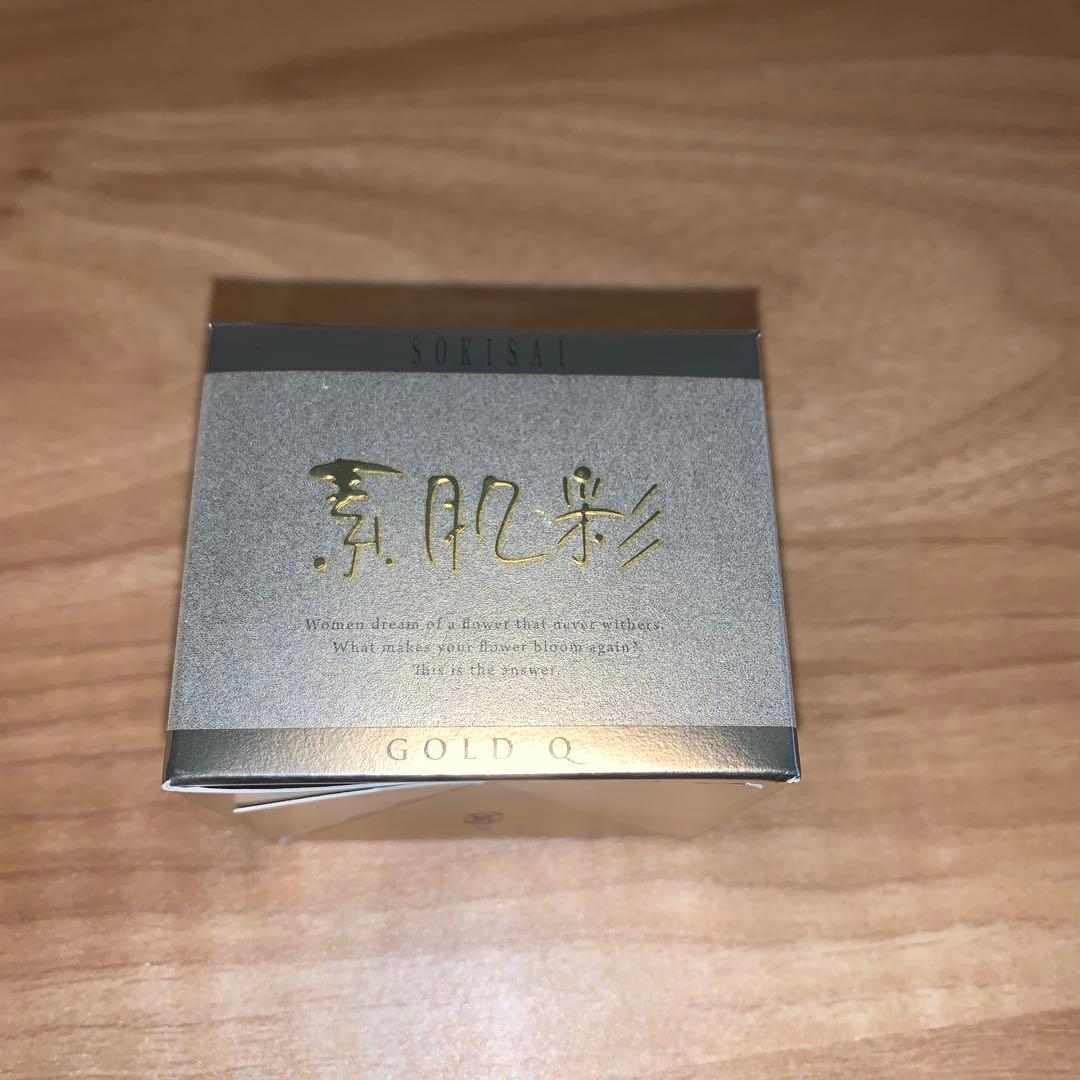 SOKISAI
素肌彩
Women dream of a flower that never withers.
What makes your flower bloom again?
This is the answer.
GOLD Q